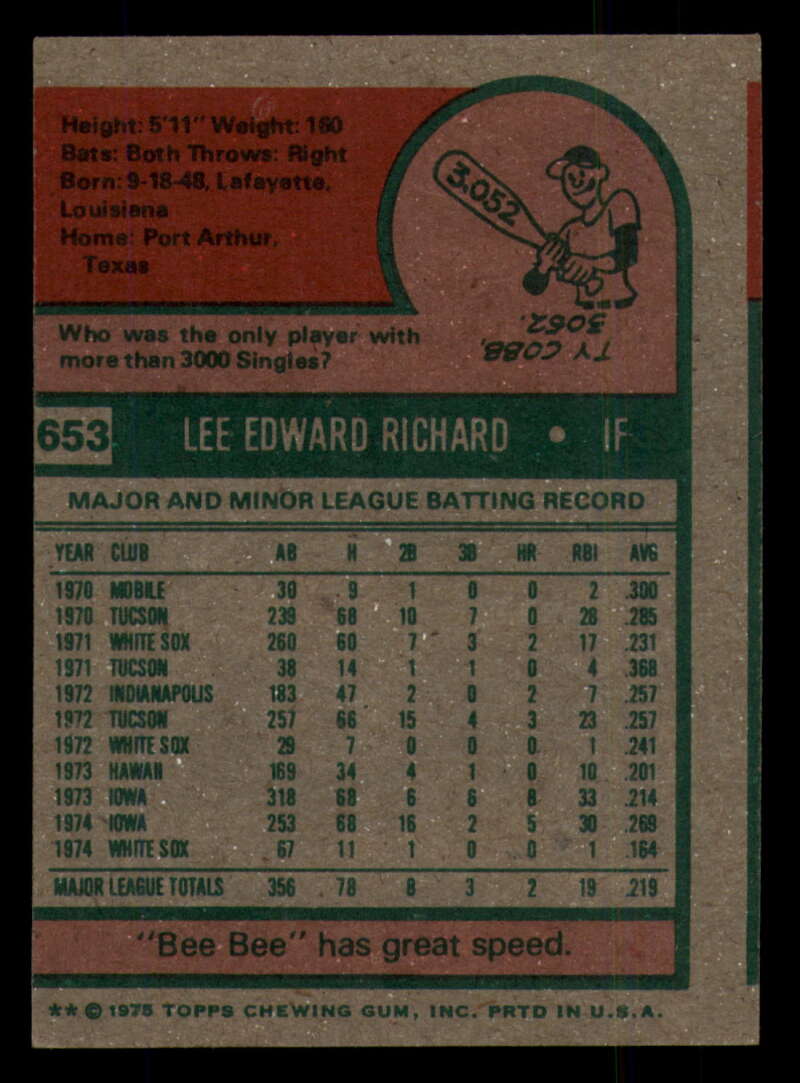 Height: 5'11" Weight: 160
Bats: Both Throws: Right
Born: 9-18-48, Lafayette,
Louisiana
Home: Port Arthur,
Texas
3,052
TY COBB,
3052.
Who was the only player with
more than 3000 Singles?
653 LEE EDWARD RICHARD • IF
MAJOR AND MINOR LEAGUE BATTING RECORD
YEAR CLUB AB H 2B 3B HR RBI AVG
1970 MOBILE 30 9 1 0 0 2 .300
1970 TUCSON 239 68 10 7 0 28 .285
1971 WHITE SOX 260 60 7 3 2 17 .231
1971 TUCSON 38 14 1 1 0 4 .368
1972 INDIANAPOLIS 183 47 2 0 2 7 .257
1972 TUCSON 257 66 15 4 3 23 .257
1972 WHITE SOX 29 7 0 0 0 1 .241
1973 HAWAII 169 34 4 1 0 10 .201
1973 IOWA 318 68 6 6 8 33 .214
1974 IOWA 253 68 16 2 5 30 .269
1974 WHITE SOX 67 11 1 0 0 1 .164
MAJOR LEAGUE TOTALS 356 78 8 3 2 19 .219
"Bee Bee" has great speed.
** © 1975 TOPPS CHEWING GUM, INC. PRTD IN U.S.A.